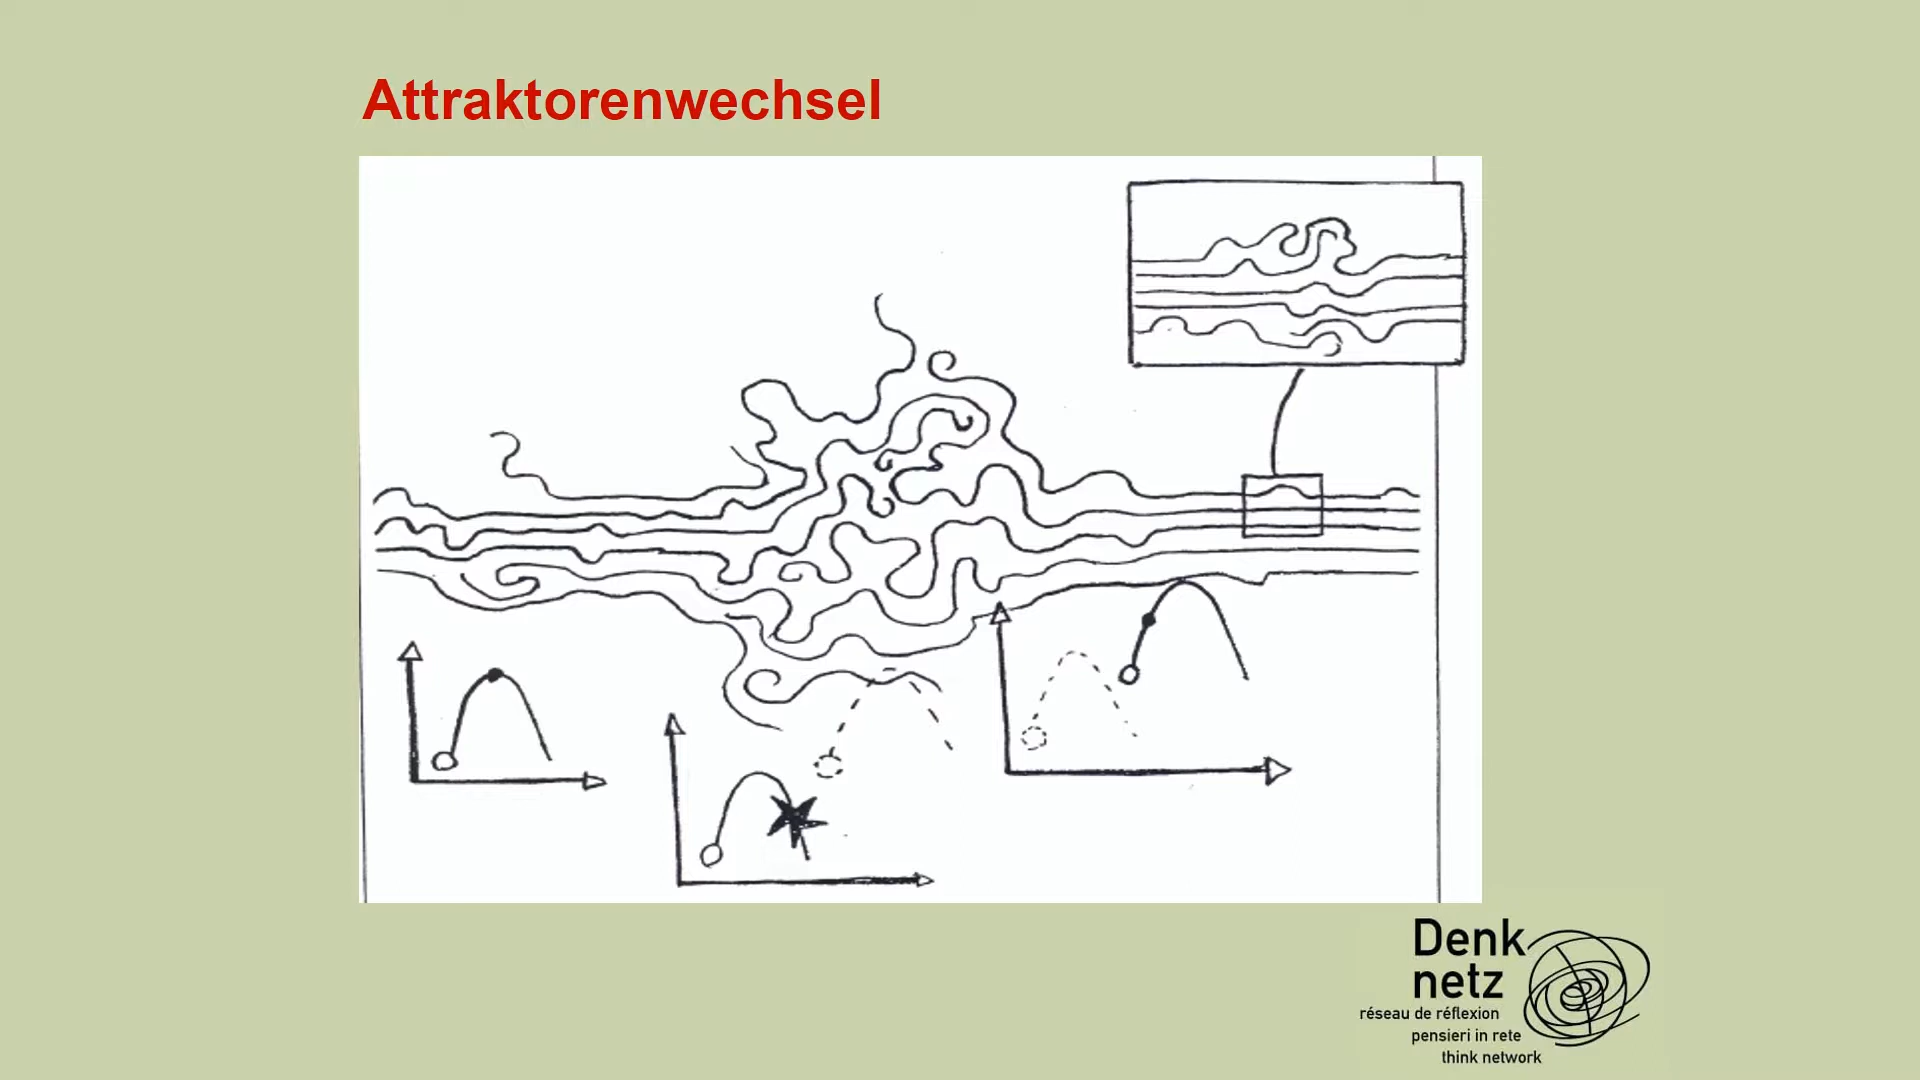 Attraktorenwechsel
Denk
netz
réseau de réflexion
pensieri in rete
think network